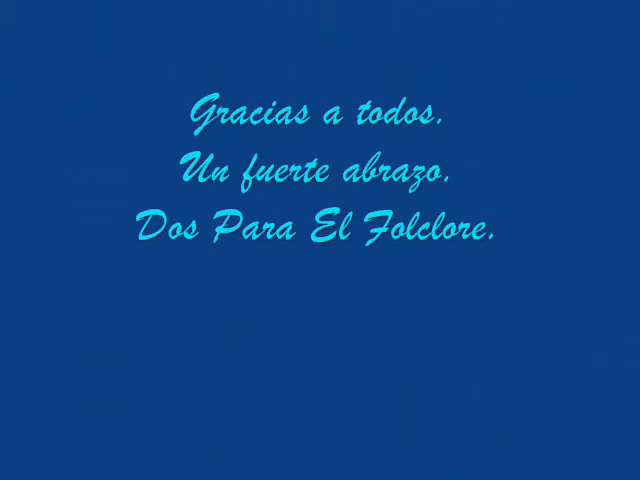 Gracias a todos.
Un fuerte abrazo.
Dos Para El Folclore.